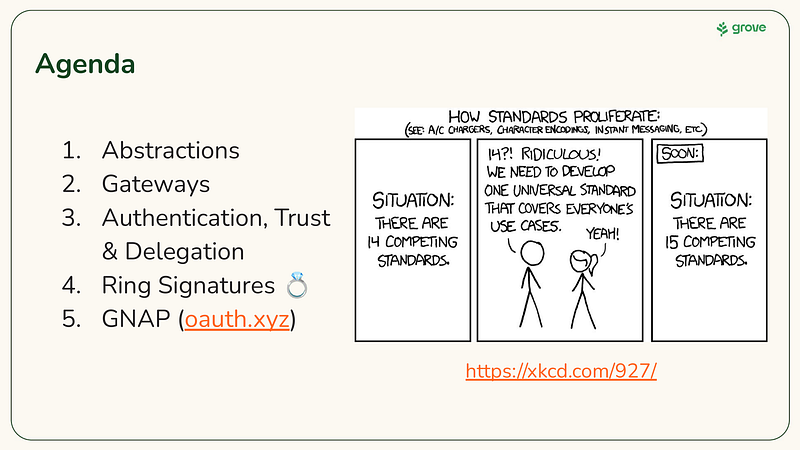 grove
Agenda
1. Abstractions
2. Gateways
3. Authentication, Trust
& Delegation
4. Ring Signatures 💍
5. GNAP (oauth.xyz)
HOW STANDARDS PROLIFERATE:
(SEE: A/C CHARGERS, CHARACTER ENCODINGS, INSTANT MESSAGING, ETC.)
SITUATION:
THERE ARE
14 COMPETING
STANDARDS.
14?! RIDICULOUS!
WE NEED TO DEVELOP
ONE UNIVERSAL STANDARD
THAT COVERS EVERYONE'S
USE CASES.
YEAH!
SOON:
SITUATION:
THERE ARE
15 COMPETING
STANDARDS.
https://xkcd.com/927/